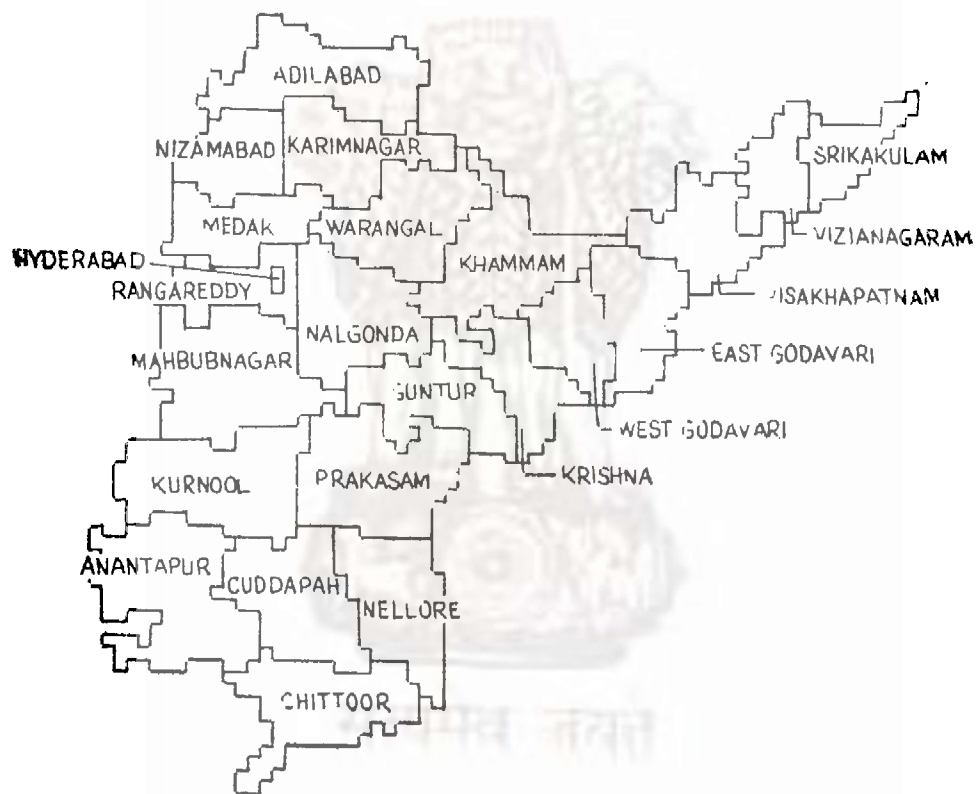 ADILABAD
NIZAMABAD
KARIMNAGAR
SRIKAKULAM
MEDAK
WARANGAL
VIZIANAGARAM
HYDERABAD
KHAMMAM
RANGAREDDY
VISAKHAPATNAM
NALGONDA
MAHBUBNAGAR
EAST GODAVARI
GUNTUR
WEST GODAVARI
KRISHNA
KURNOOL
PRAKASAM
ANANTAPUR
CUDDAPAH
NELLORE
CHITTOOR